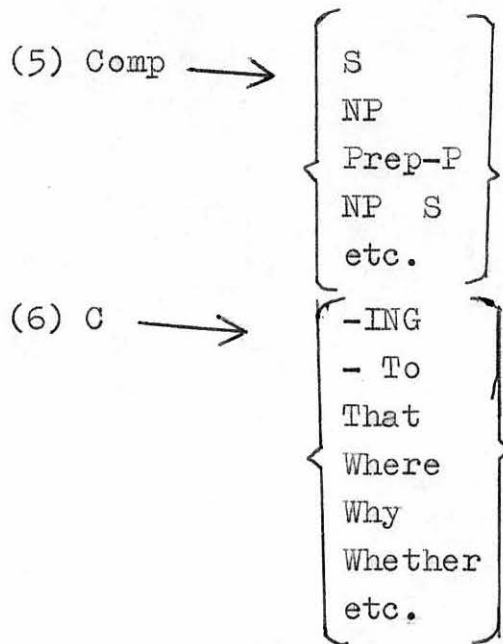 (5) Comp ⟶ S
NP
Prep-P
NP S
etc.
(6) C ⟶ -ING
- To
That
Where
Why
Whether
etc.